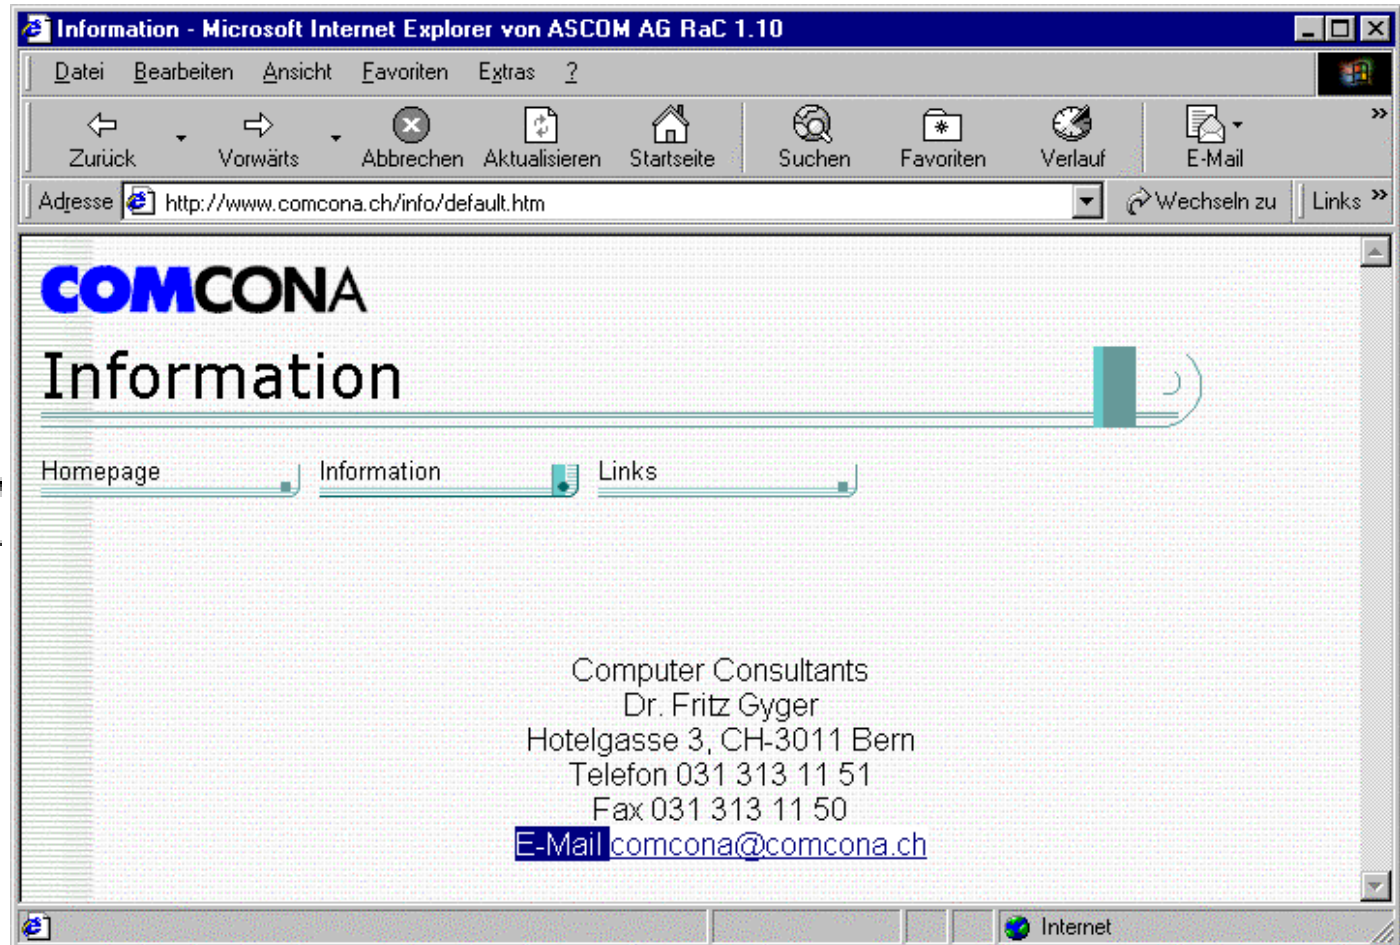 Information - Microsoft Internet Explorer von ASCOM AG RaC 1.10
Datei Bearbeiten Ansicht Favoriten Extras ?
Zurück Vorwärts Abbrechen Aktualisieren Startseite Suchen Favoriten Verlauf E-Mail »
Adresse http://www.comcona.ch/info/default.htm Wechseln zu Links »
COMCONA
Information
Homepage Information Links
Computer Consultants
Dr. Fritz Gyger
Hotelgasse 3, CH-3011 Bern
Telefon 031 313 11 51
Fax 031 313 11 50
E-Mail comcona@comcona.ch
Internet